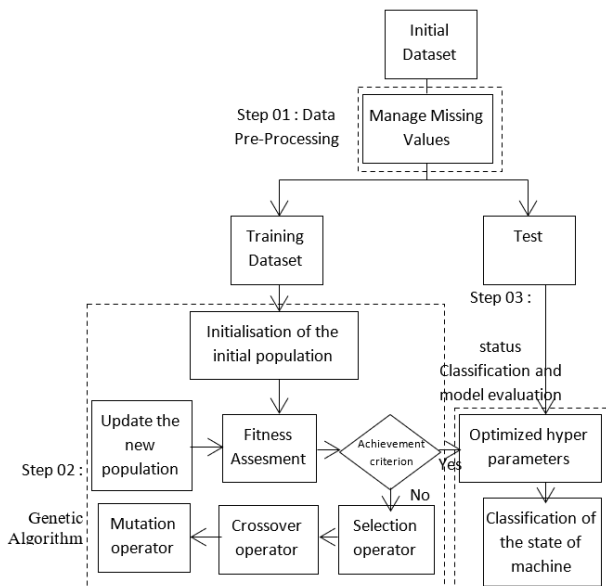 Initial
Dataset
Step 01 : Data
Pre-Processing
Manage Missing
Values
Training
Dataset
Test
Step 03 :
status
Classification and
model evaluation
Initialisation of the
initial population
Update the
new
population
Fitness
Assesment
Achievement
criterion
Yes
No
Optimized hyper
parameters
Step 02 :
Genetic
Algorithm
Mutation
operator
Crossover
operator
Selection
operator
Classification of
the state of
machine